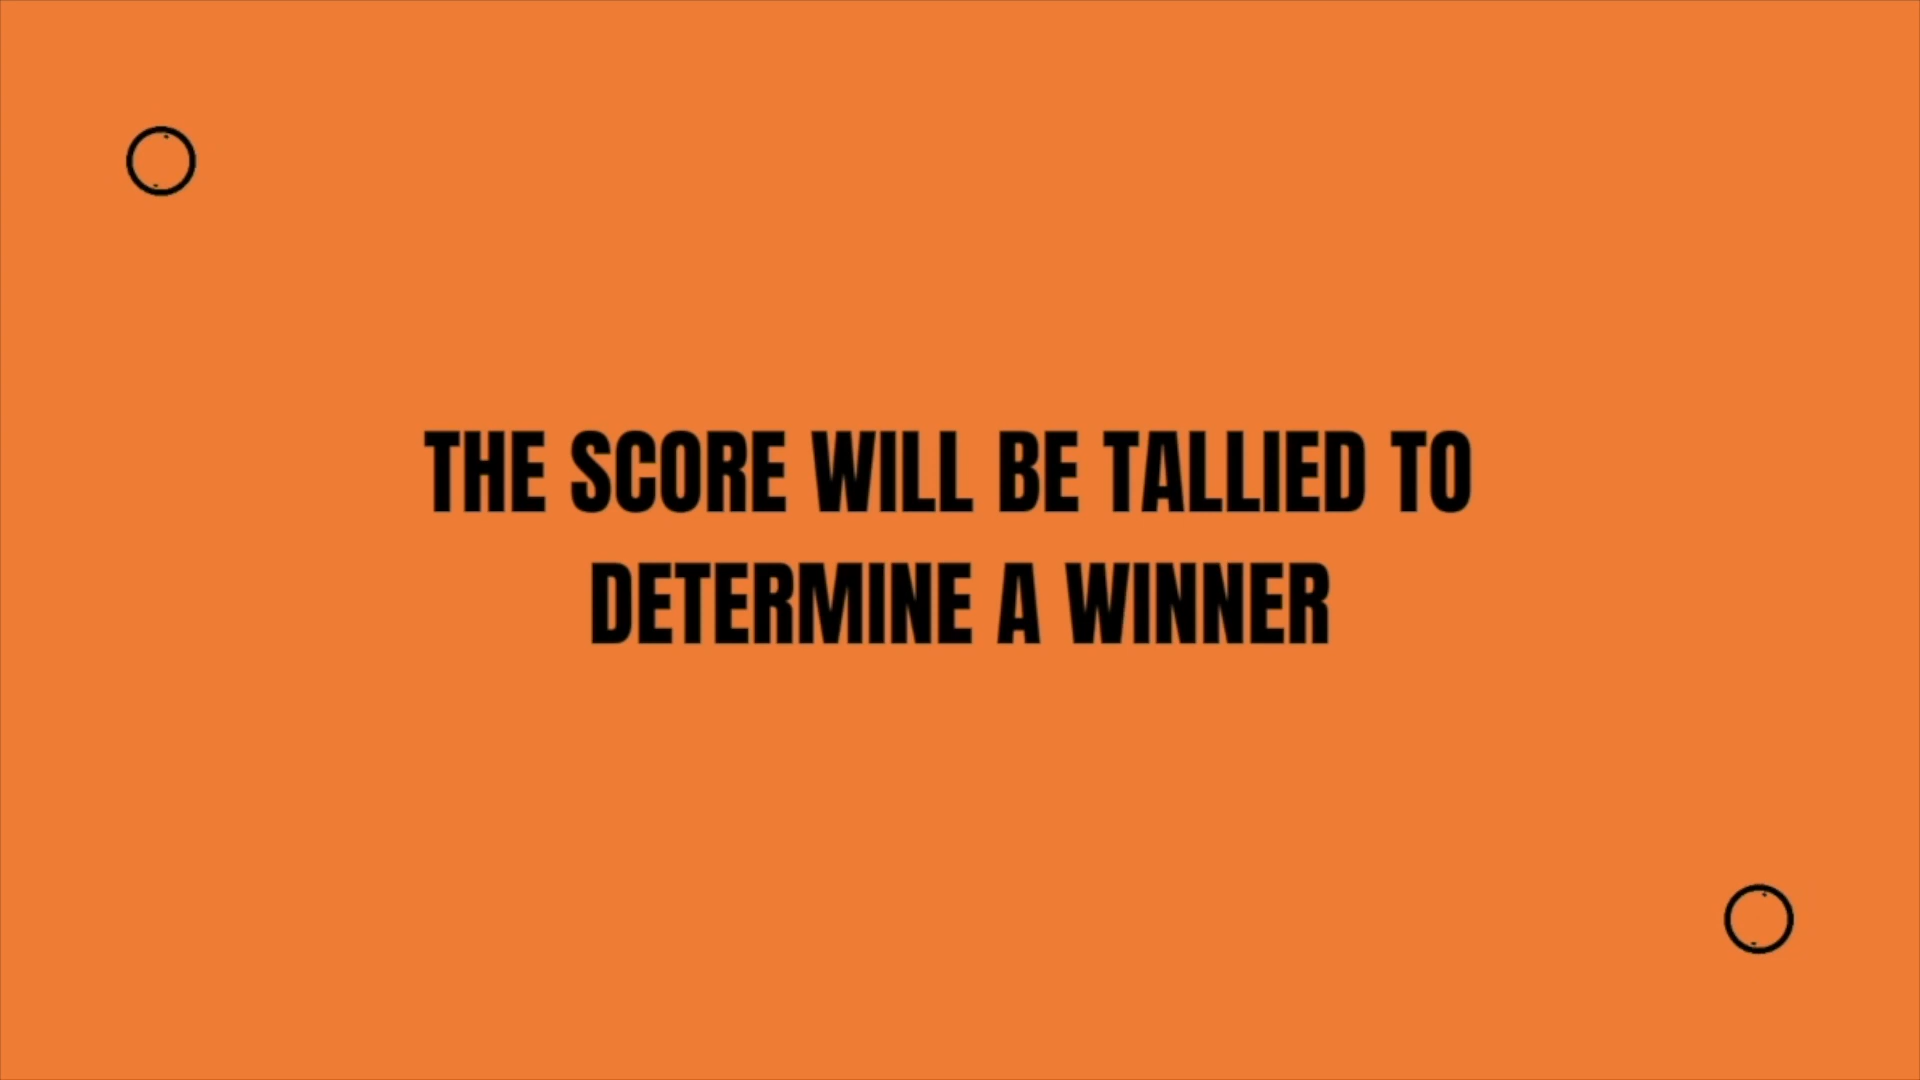 THE SCORE WILL BE TALLIED TO
DETERMINE A WINNER